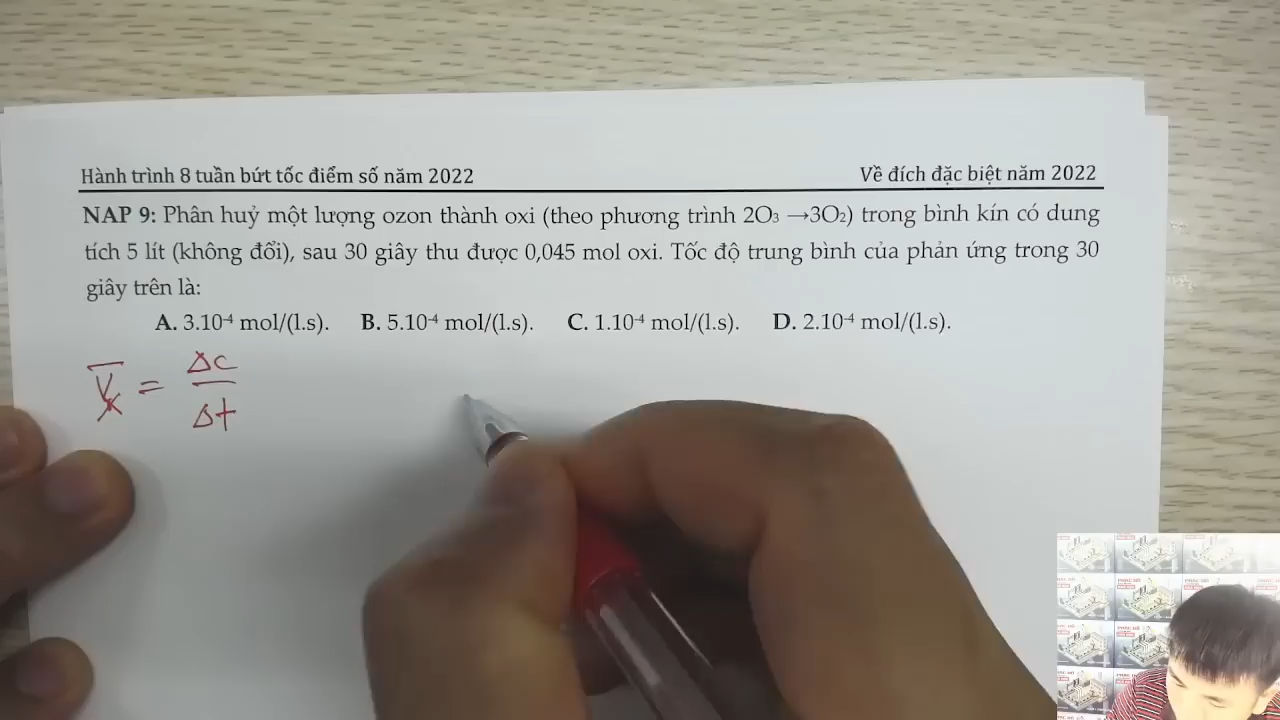 Hành trình 8 tuần bứt tốc điểm số năm 2022 Về đích đặc biệt năm 2022
NAP 9: Phân huỷ một lượng ozon thành oxi (theo phương trình 2O₃ →3O₂) trong bình kín có dung
tích 5 lít (không đổi), sau 30 giây thu được 0,045 mol oxi. Tốc độ trung bình của phản ứng trong 30
giây trên là:
A. 3.10⁻⁴ mol/(l.s). B. 5.10⁻⁴ mol/(l.s). C. 1.10⁻⁴ mol/(l.s). D. 2.10⁻⁴ mol/(l.s).
V̅ₓ = Δc / Δt